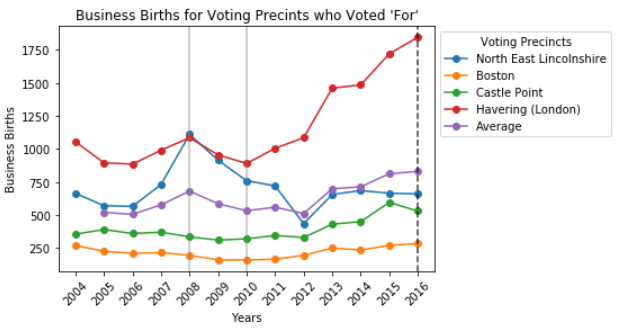 Business Births for Voting Precints who Voted 'For'
Voting Precincts
North East Lincolnshire
Boston
Castle Point
Havering (London)
Average
Business Births
1750
1500
1250
1000
750
500
250
2004 2005 2006 2007 2008 2009 2010 2011 2012 2013 2014 2015 2016
Years